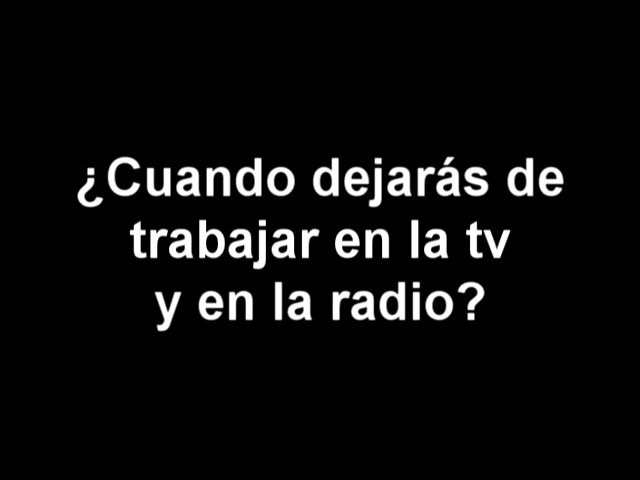 ¿Cuando dejarás de
trabajar en la tv
y en la radio?